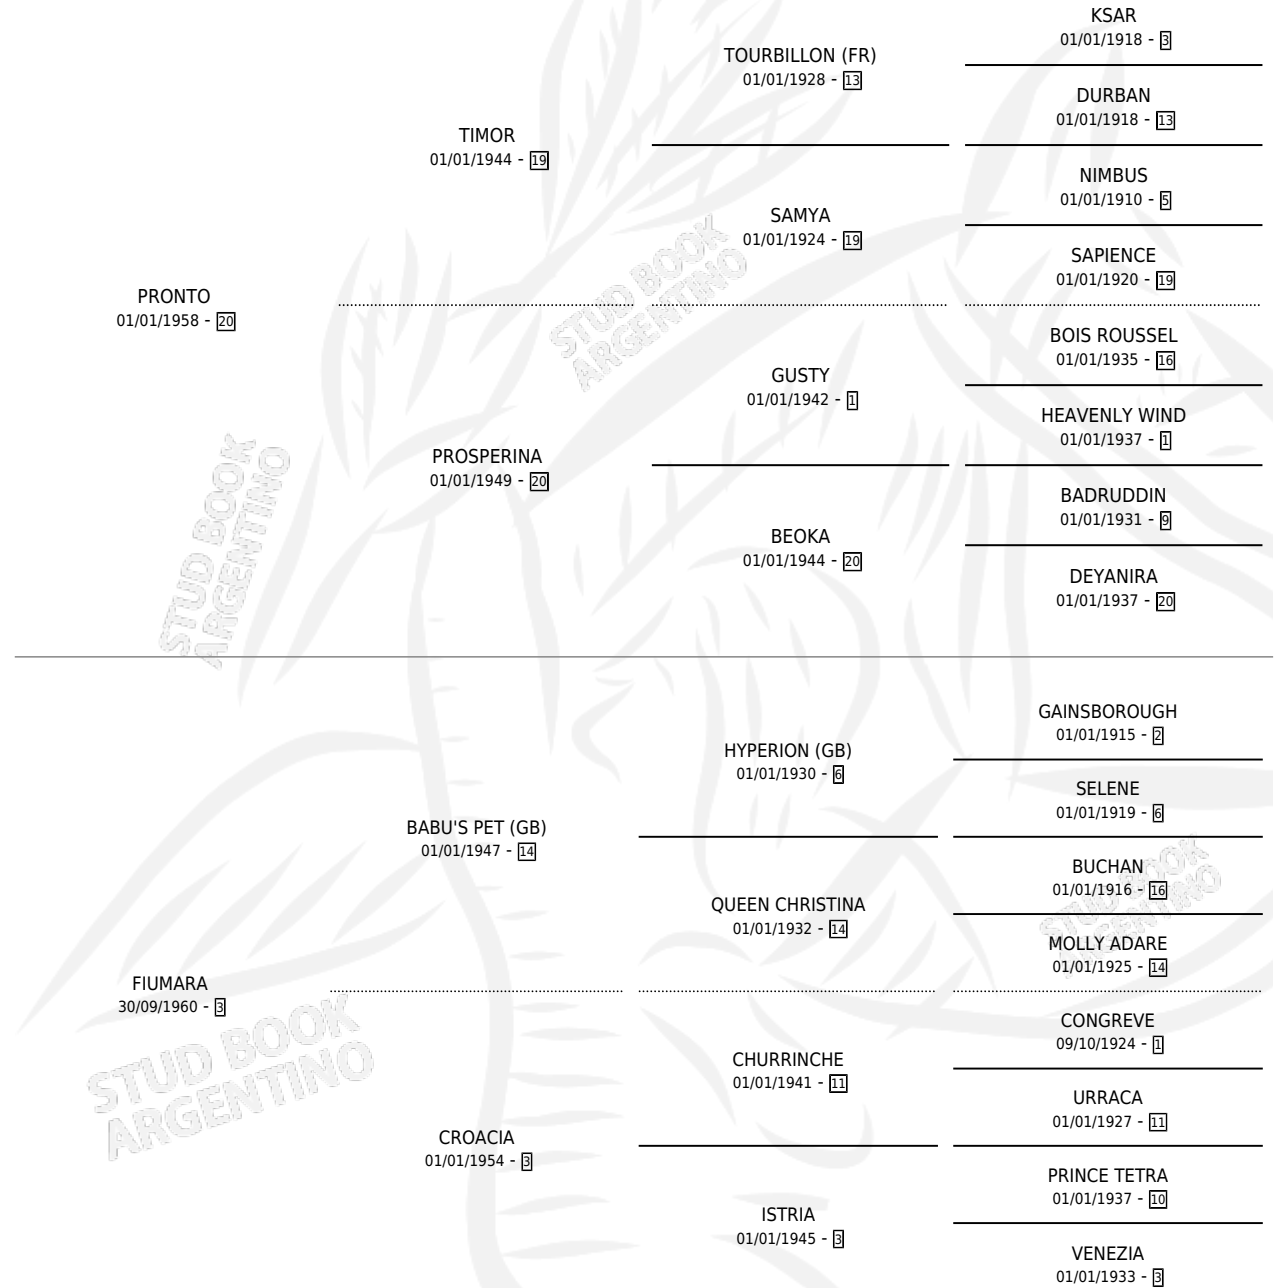 KSAR
01/01/1918 - 3
TOURBILLON (FR)
01/01/1928 - 13
DURBAN
01/01/1918 - 13
TIMOR
01/01/1944 - 19
NIMBUS
01/01/1910 - 5
SAMYA
01/01/1924 - 19
SAPIENCE
01/01/1920 - 19
PRONTO
01/01/1958 - 20
BOIS ROUSSEL
01/01/1935 - 16
GUSTY
01/01/1942 - 1
HEAVENLY WIND
01/01/1937 - 1
PROSPERINA
01/01/1949 - 20
BADRUDDIN
01/01/1931 - 9
BEOKA
01/01/1944 - 20
DEYANIRA
01/01/1937 - 20
STUD BOOK
ARGENTINO
STUD BOOK
ARGENTINO
GAINSBOROUGH
01/01/1915 - 2
HYPERION (GB)
01/01/1930 - 6
SELENE
01/01/1919 - 6
BABU'S PET (GB)
01/01/1947 - 14
BUCHAN
01/01/1916 - 16
QUEEN CHRISTINA
01/01/1932 - 14
MOLLY ADARE
01/01/1925 - 14
STUD BOOK
ARGENTINO
FIUMARA
30/09/1960 - 3
CONGREVE
09/10/1924 - 1
CHURRINCHE
01/01/1941 - 11
URRACA
01/01/1927 - 11
CROACIA
01/01/1954 - 3
PRINCE TETRA
01/01/1937 - 10
ISTRIA
01/01/1945 - 3
VENEZIA
01/01/1933 - 3
STUD BOOK
ARGENTINO